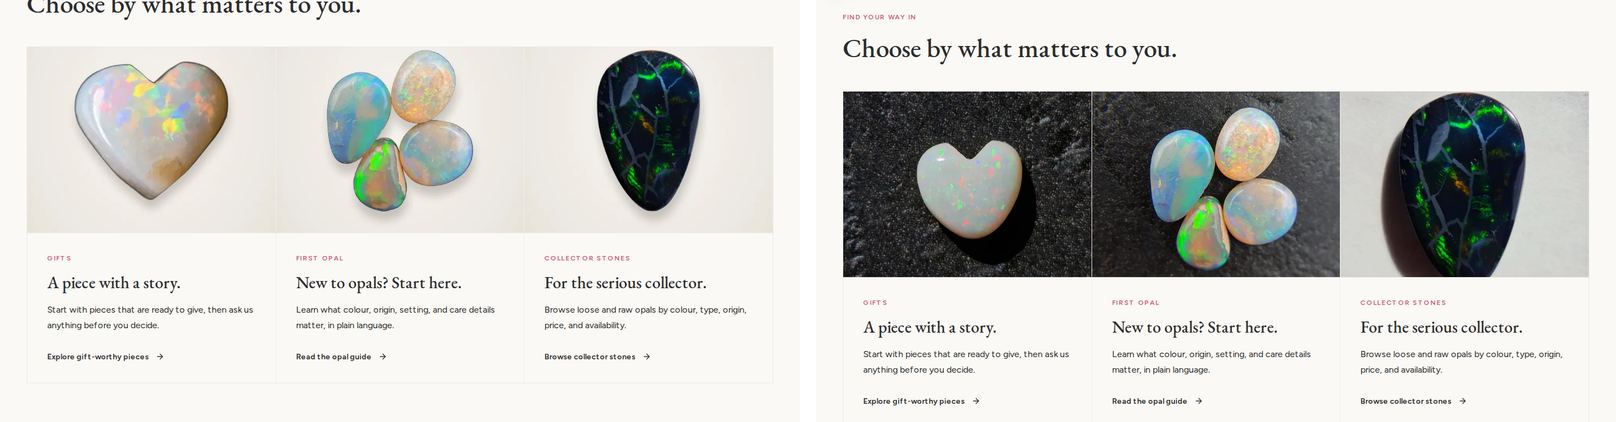 Choose by what matters to you.
GIFTS
A piece with a story.
Start with pieces that are ready to give, then ask us
anything before you decide.
Explore gift-worthy pieces →
FIRST OPAL
New to opals? Start here.
Learn what colour, origin, setting, and care details
matter, in plain language.
Read the opal guide →
COLLECTOR STONES
For the serious collector.
Browse loose and raw opals by colour, type, origin,
price, and availability.
Browse collector stones →
FIND YOUR WAY IN
Choose by what matters to you.
GIFTS
A piece with a story.
Start with pieces that are ready to give, then ask us
anything before you decide.
Explore gift-worthy pieces →
FIRST OPAL
New to opals? Start here.
Learn what colour, origin, setting, and care details
matter, in plain language.
Read the opal guide →
COLLECTOR STONES
For the serious collector.
Browse loose and raw opals by colour, type, origin,
price, and availability.
Browse collector stones →